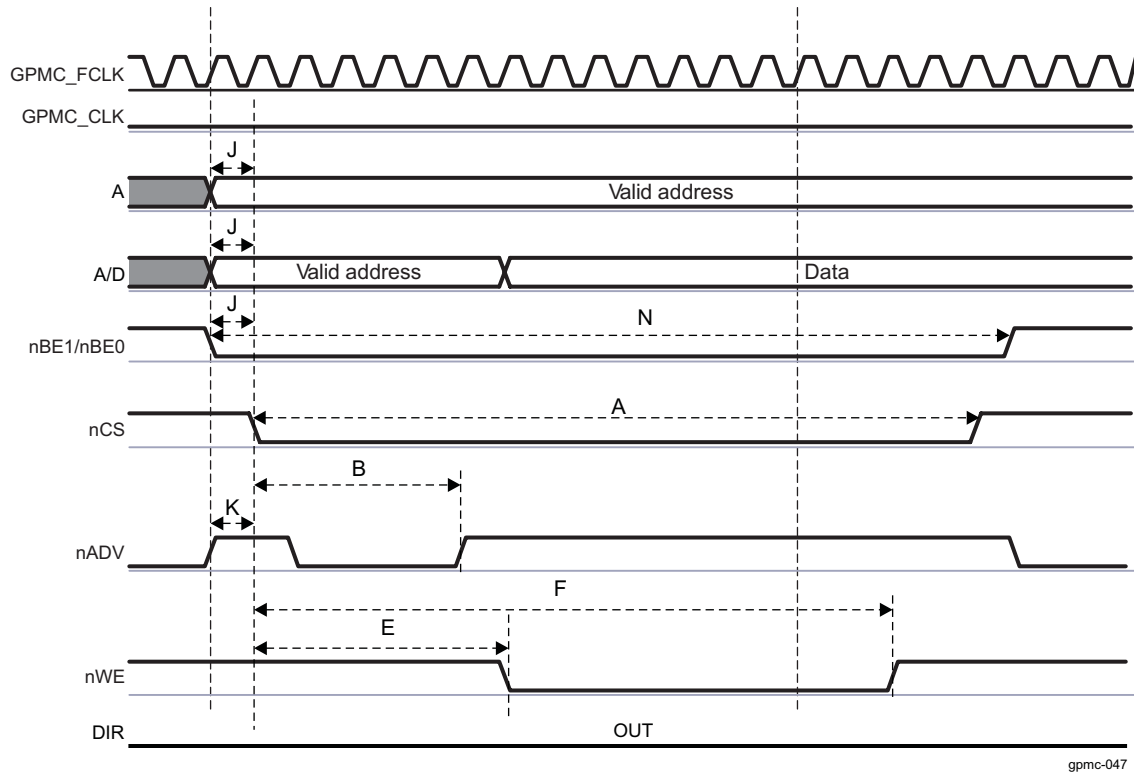 GPMC_FCLK
GPMC_CLK
J
A
Valid address
J
A/D
Valid address
Data
J
N
nBE1/nBE0
A
nCS
B
K
nADV
F
E
nWE
DIR
OUT
gpmc-047